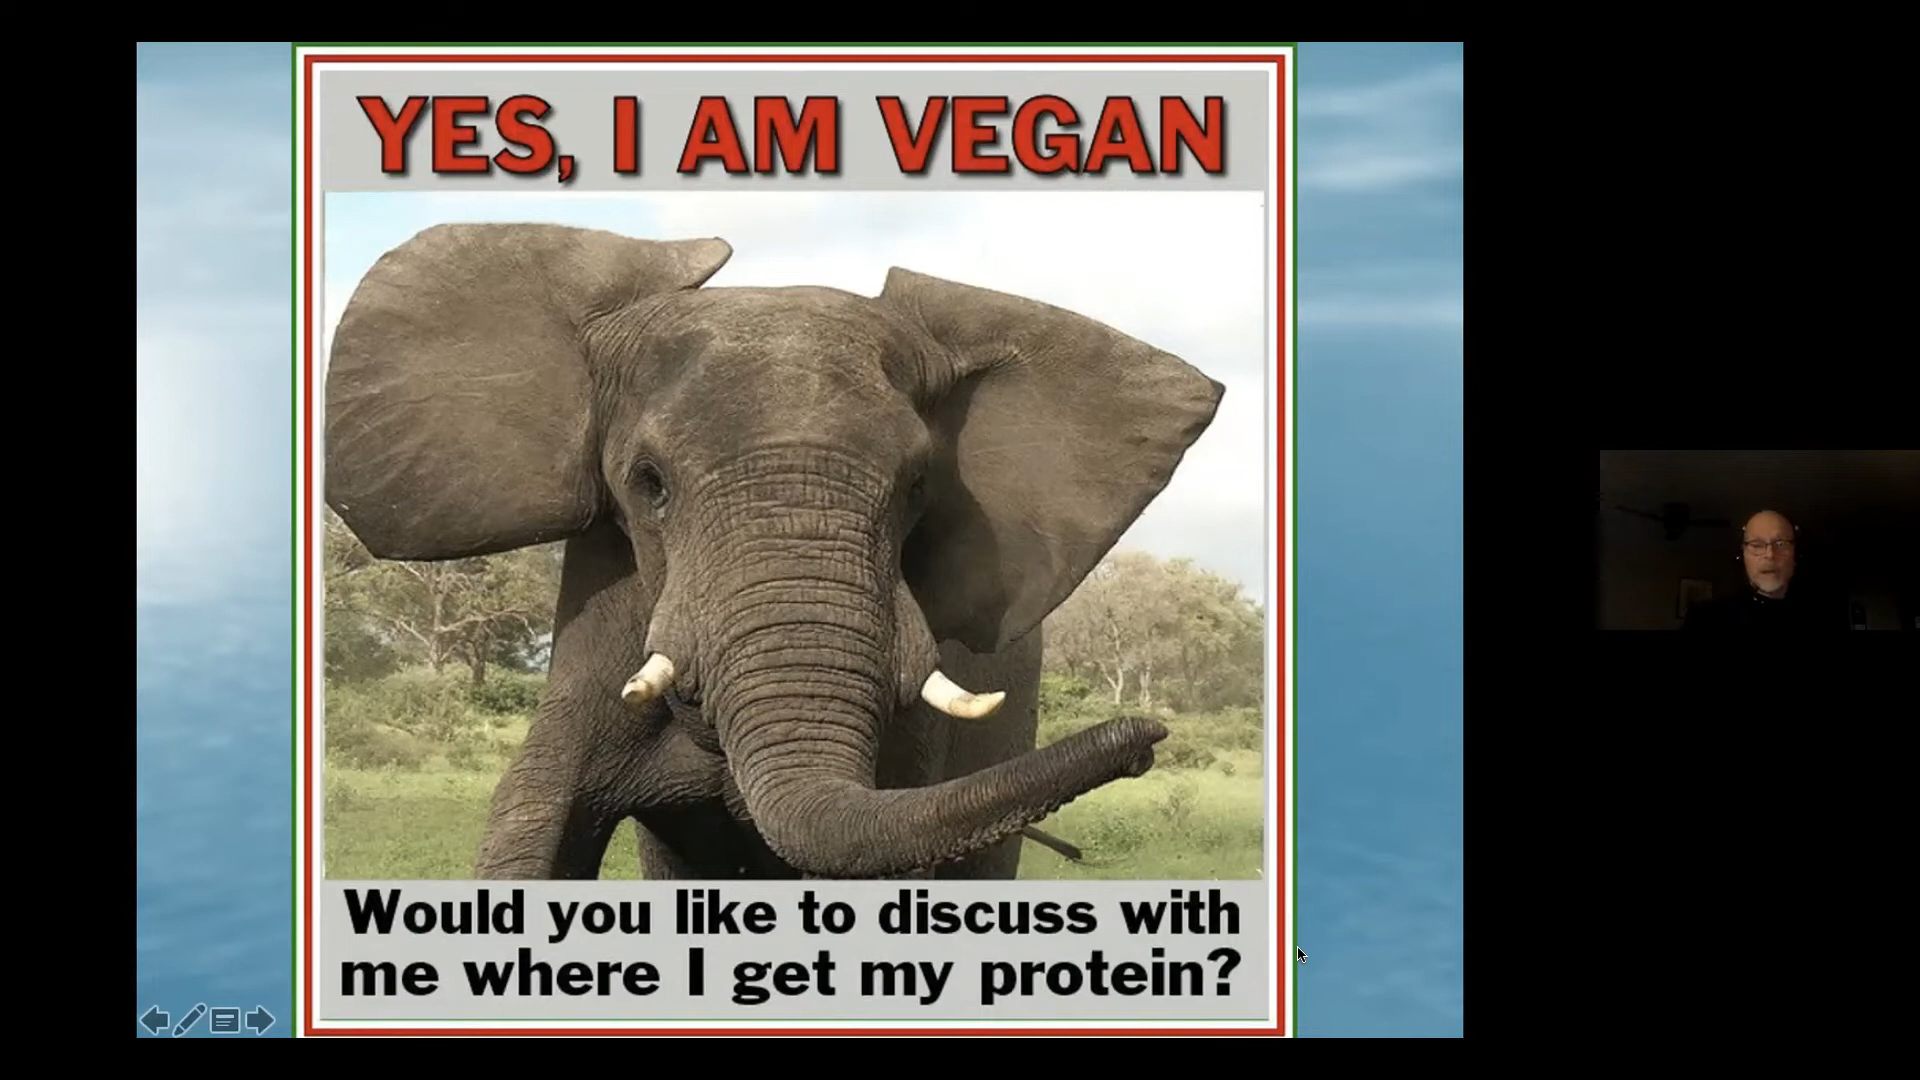 YES, I AM VEGAN
Would you like to discuss with
me where I get my protein?